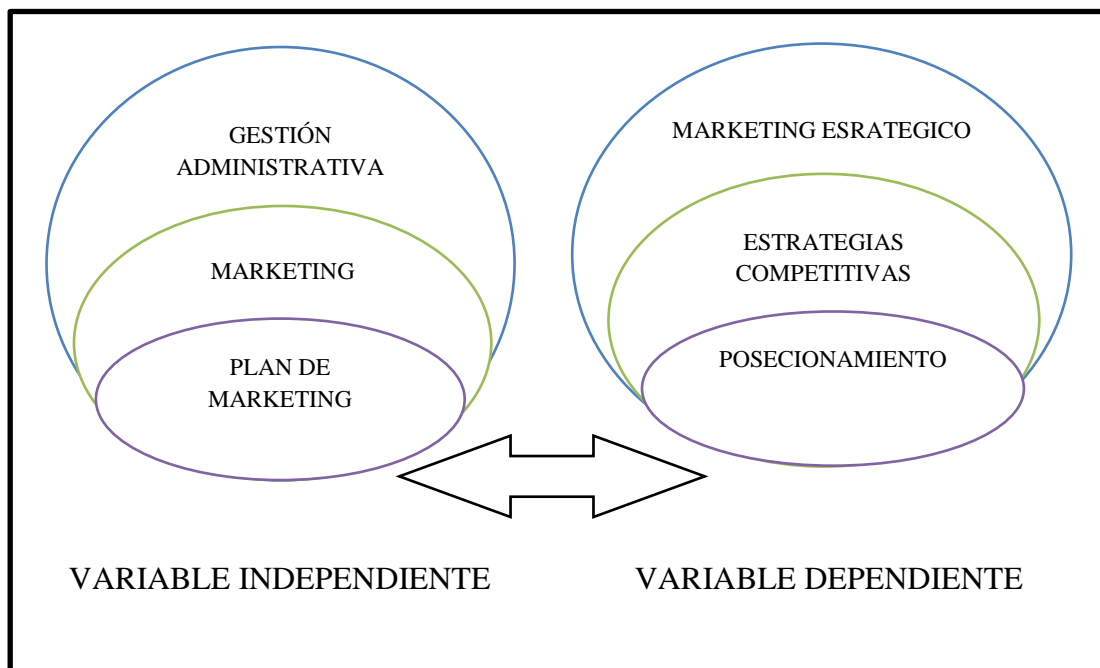 GESTIÓN
ADMINISTRATIVA
MARKETING
PLAN DE
MARKETING
MARKETING ESRATEGICO
ESTRATEGIAS
COMPETITIVAS
POSECIONAMIENTO
VARIABLE INDEPENDIENTE
VARIABLE DEPENDIENTE